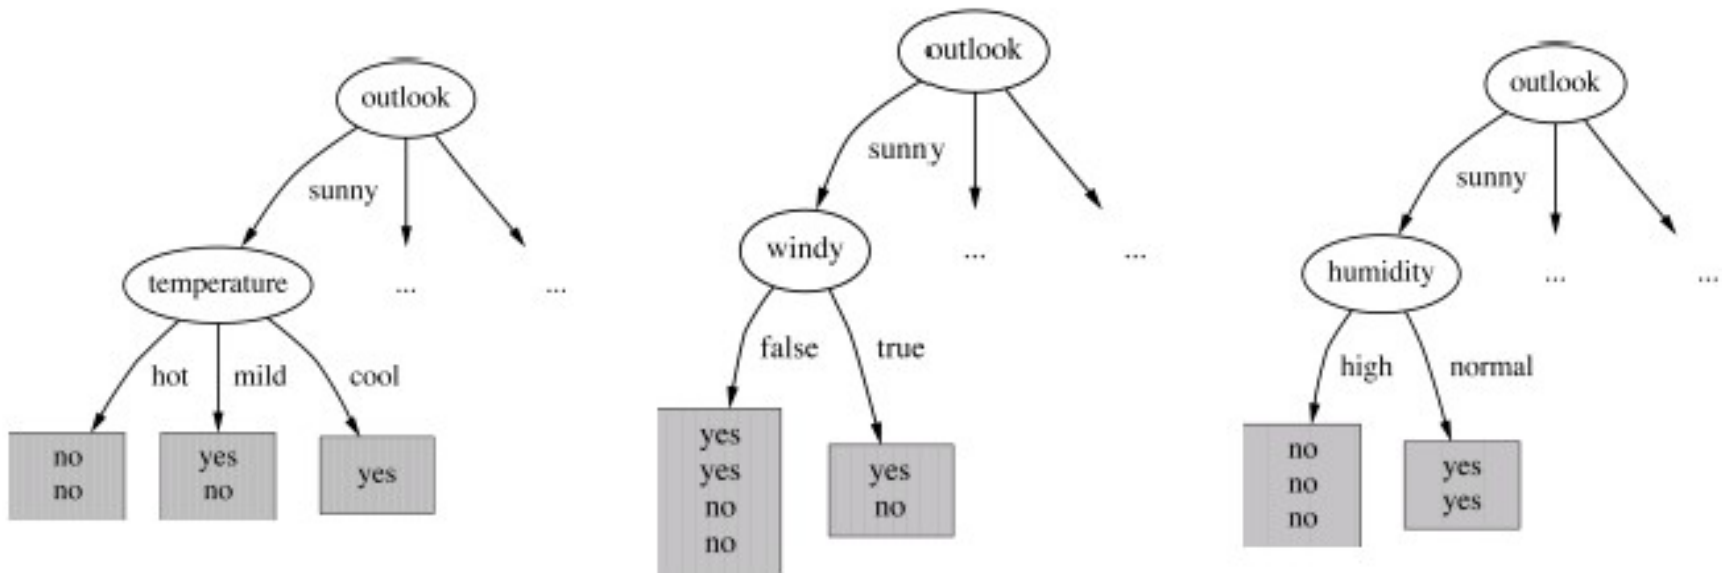 outlook
sunny
temperature
...
...
hot mild cool
no
no
yes
no
yes
outlook
sunny
windy
...
...
false true
yes
yes
no
no
yes
no
outlook
sunny
humidity
...
...
high normal
no
no
no
yes
yes